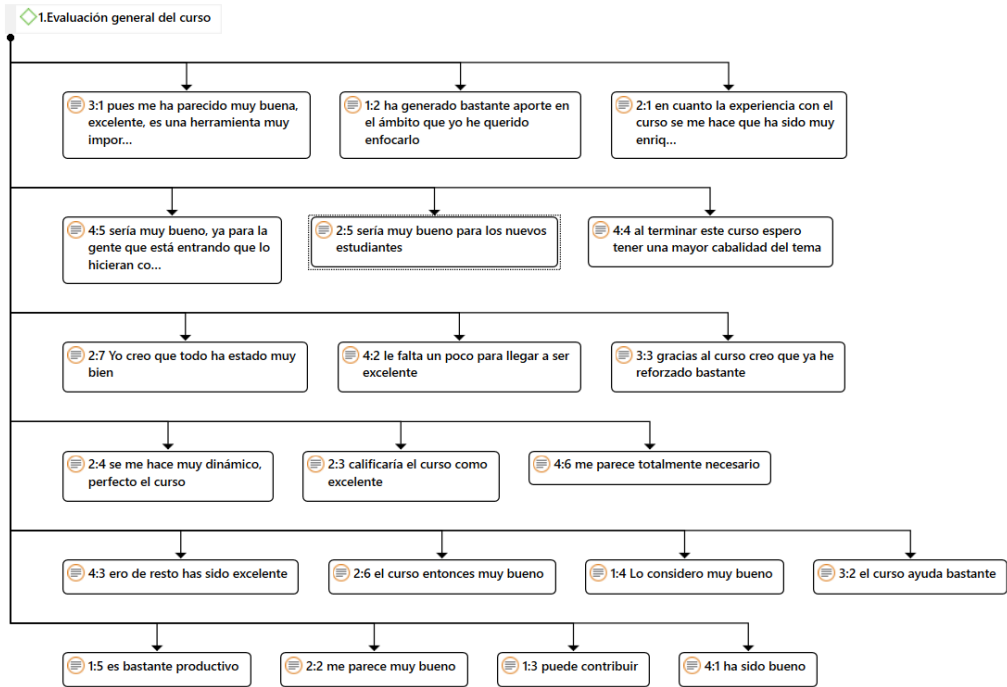 1.Evaluación general del curso
3:1 pues me ha parecido muy buena,
excelente, es una herramienta muy
impor...
1:2 ha generado bastante aporte en
el ámbito que yo he querido
enfocarlo
2:1 en cuanto la experiencia con el
curso se me hace que ha sido muy
enriq...
4:5 sería muy bueno, ya para la
gente que está entrando que lo
hicieran co...
2:5 sería muy bueno para los nuevos
estudiantes
4:4 al terminar este curso espero
tener una mayor cabalidad del tema
2:7 Yo creo que todo ha estado muy
bien
4:2 le falta un poco para llegar a ser
excelente
3:3 gracias al curso creo que ya he
reforzado bastante
2:4 se me hace muy dinámico,
perfecto el curso
2:3 calificaría el curso como
excelente
4:6 me parece totalmente necesario
4:3 ero de resto has sido excelente
2:6 el curso entonces muy bueno
1:4 Lo considero muy bueno
3:2 el curso ayuda bastante
1:5 es bastante productivo
2:2 me parece muy bueno
1:3 puede contribuir
4:1 ha sido bueno